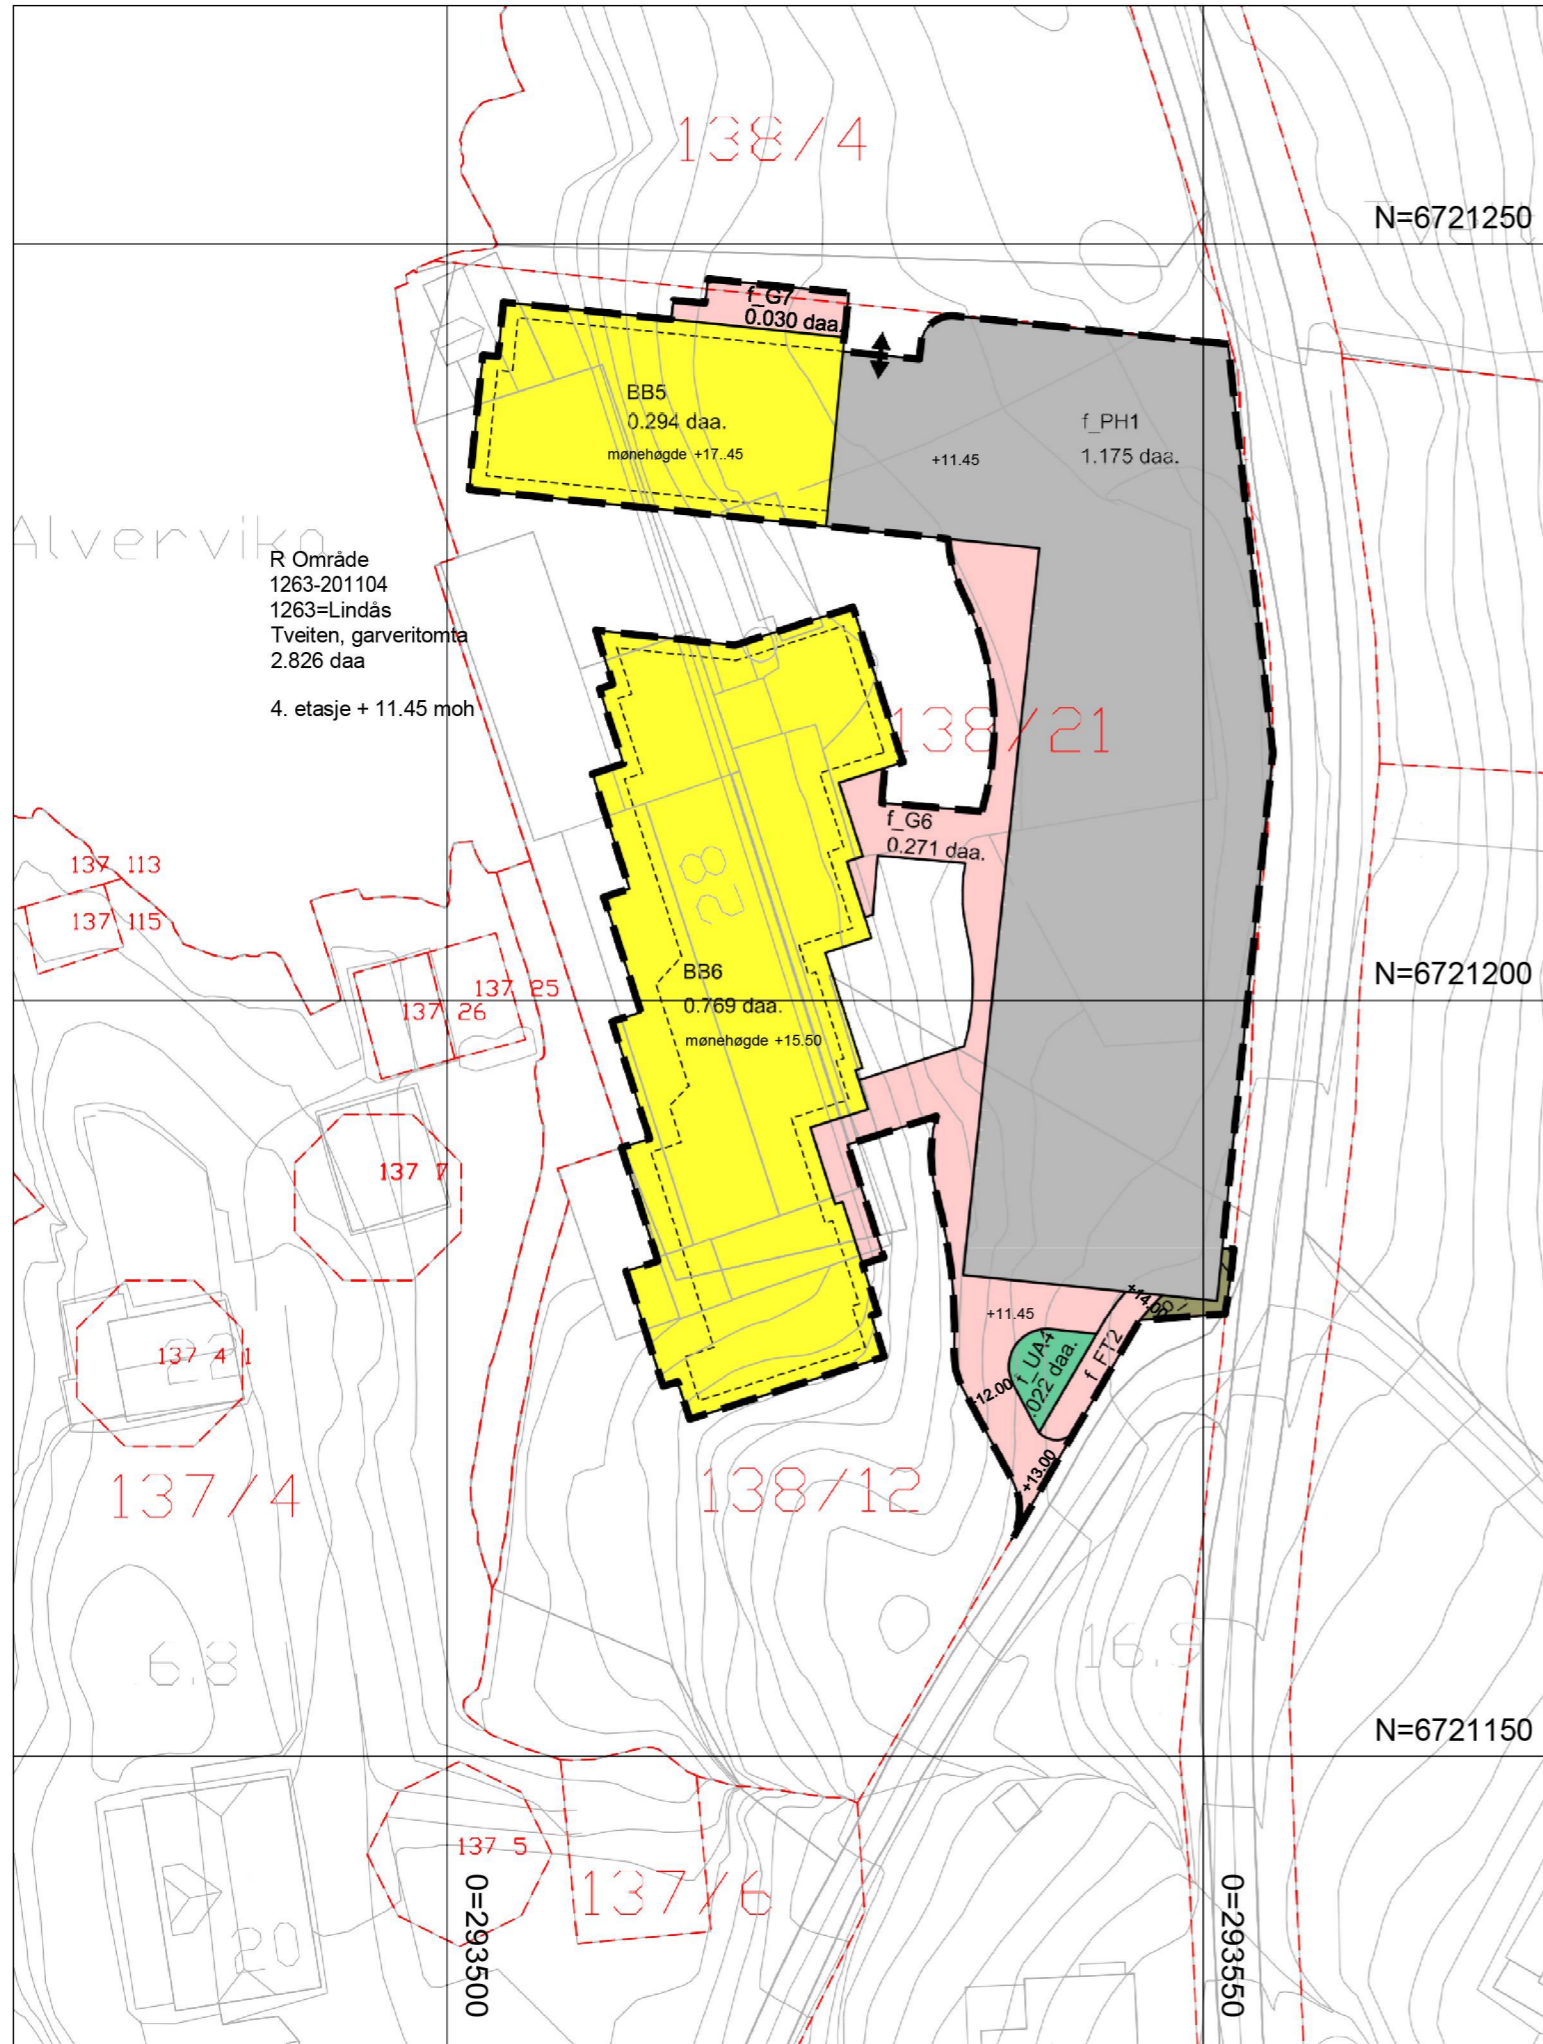 138/4
N=6721250
f_G7
0.030 daa.
BB5
0.294 daa.
mønehøgde +17..45
f_PH1
1.175 daa.
+11.45
Alvervika
R Område
1263-201104
1263=Lindås
Tveiten, garveritomta
2.826 daa
4. etasje + 11.45 moh
138/21
f_G6
0.271 daa.
28
137 113
137 115
BB6
0.769 daa.
mønehøgde +15.50
N=6721200
137 25
137 26
137 7
+11.45
+14.00
f_UA4
.022 daa.
f_FT2
+12.00
+13.00
22
137 4 1
137/4
138/12
6.8
16.9
N=6721150
137 5
137/6
20
0=293500
0=293550